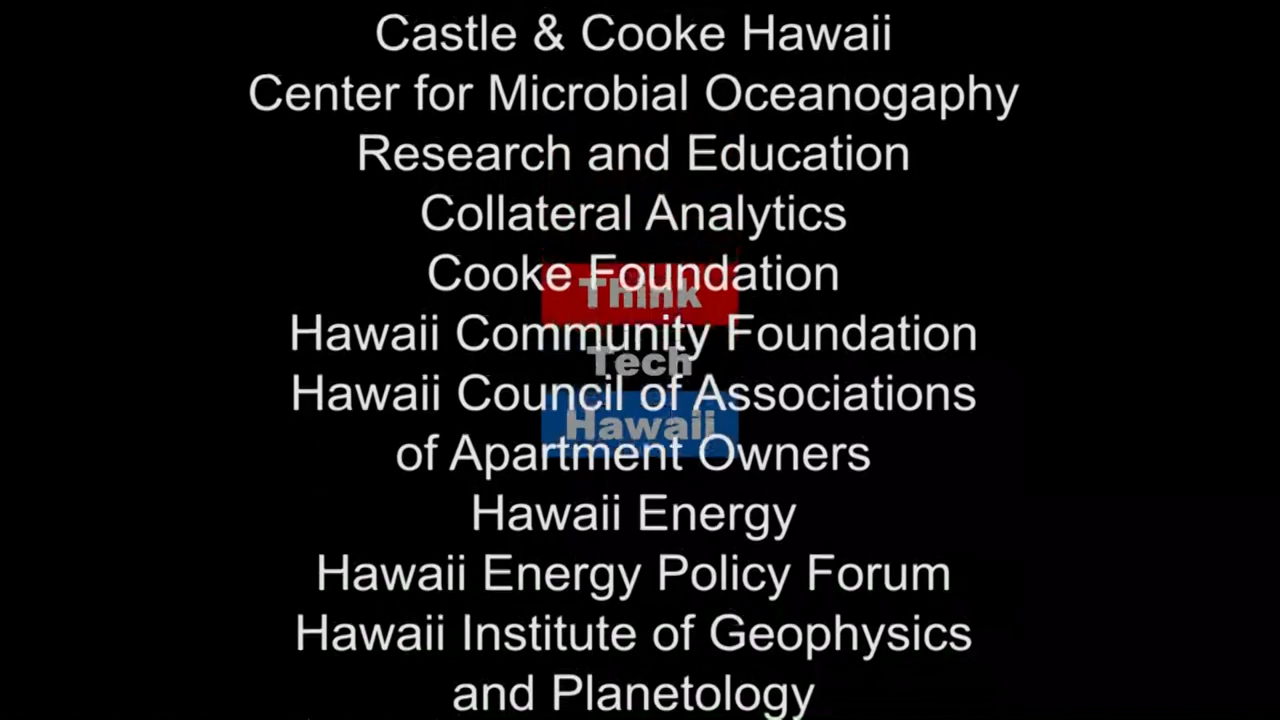 Castle & Cooke Hawaii
Center for Microbial Oceanogaphy
Research and Education
Collateral Analytics
Cooke Foundation
Think
Hawaii Community Foundation
Tech
Hawaii Council of Associations
Hawaii
of Apartment Owners
Hawaii Energy
Hawaii Energy Policy Forum
Hawaii Institute of Geophysics
and Planetology